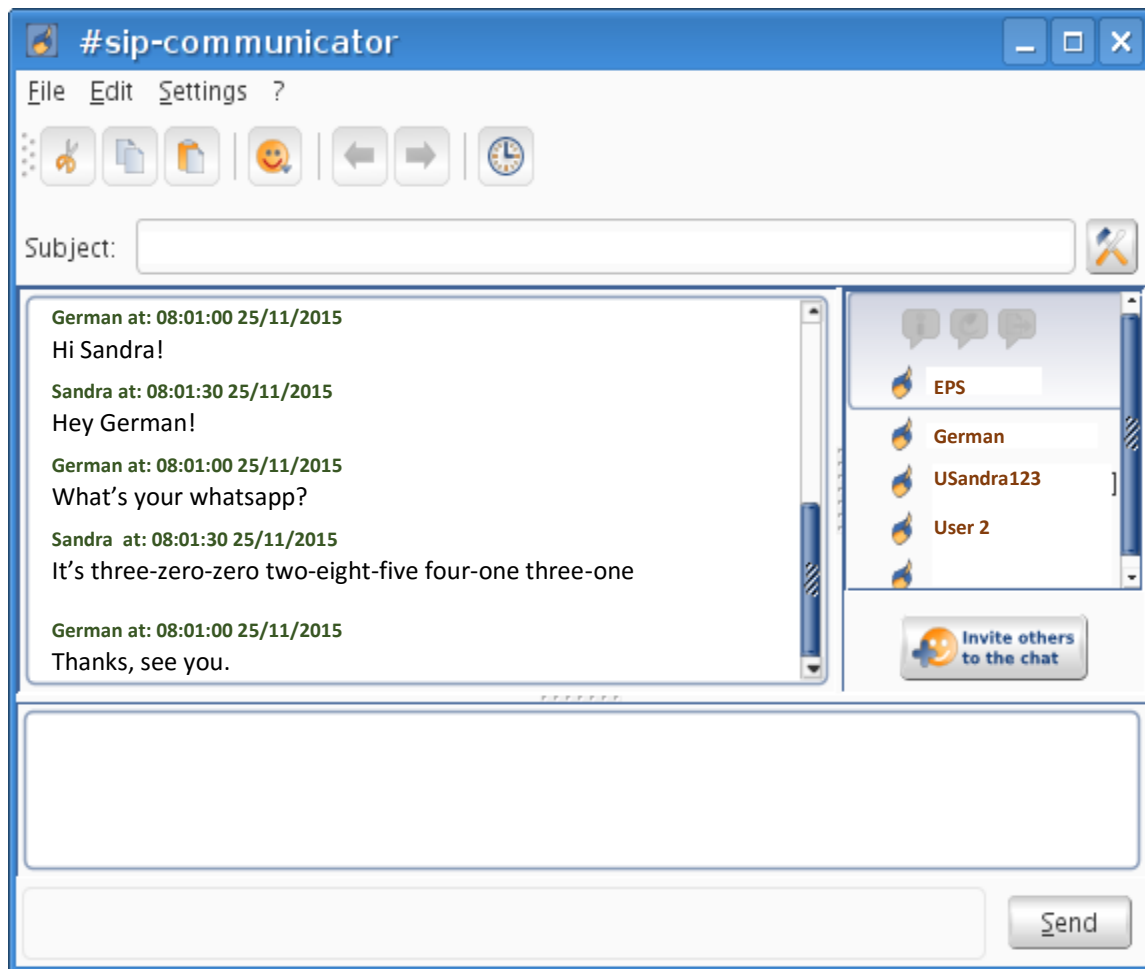 #sip-communicator
File Edit Settings ?
Subject:
German at: 08:01:00 25/11/2015
Hi Sandra!
Sandra at: 08:01:30 25/11/2015
Hey German!
German at: 08:01:00 25/11/2015
What’s your whatsapp?
Sandra at: 08:01:30 25/11/2015
It’s three-zero-zero two-eight-five four-one three-one
German at: 08:01:00 25/11/2015
Thanks, see you.
EPS
German
USandra123 ]
User 2
Invite others
to the chat
Send